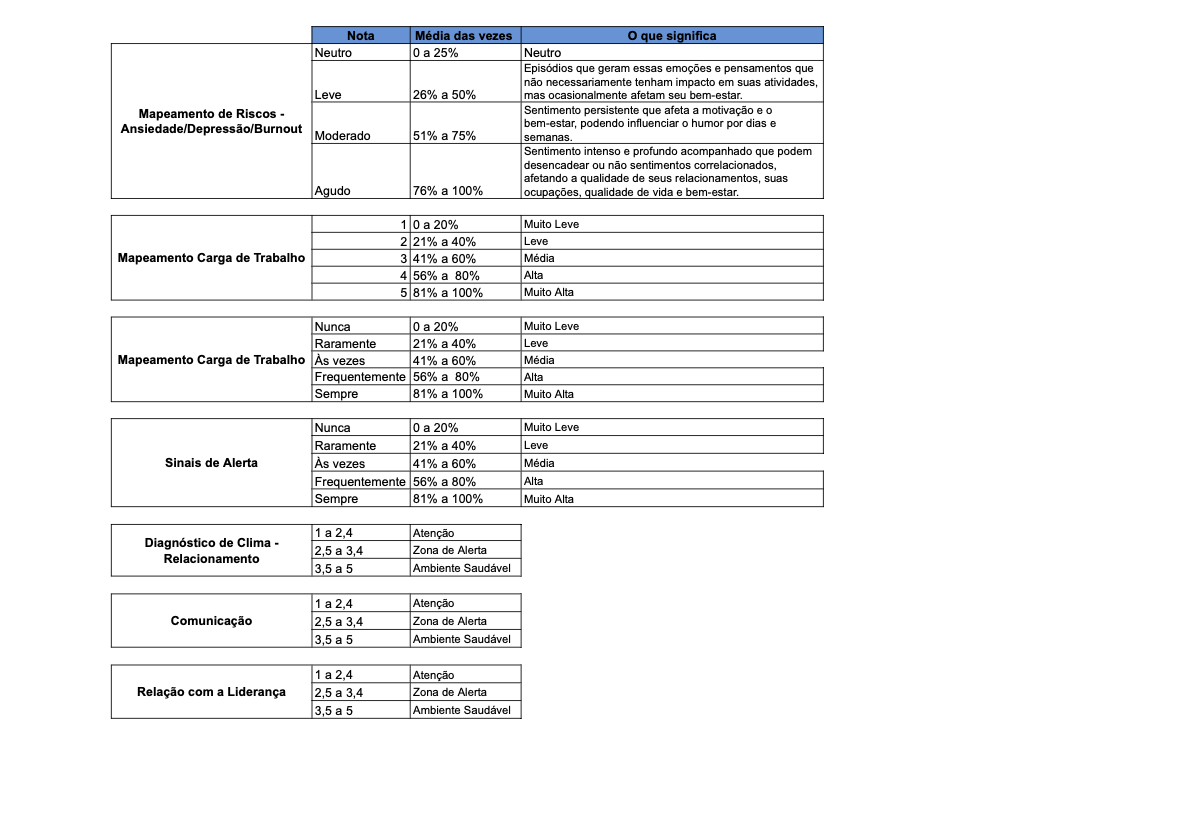 Nota Média das vezes O que significa
Mapeamento de Riscos -
Ansiedade/Depressão/Burnout
Neutro 0 a 25% Neutro
Leve 26% a 50% Episódios que geram essas emoções e pensamentos que
não necessariamente tenham impacto em suas atividades,
mas ocasionalmente afetam seu bem-estar.
Moderado 51% a 75% Sentimento persistente que afeta a motivação e o
bem-estar, podendo influenciar o humor por dias e
semanas.
Agudo 76% a 100% Sentimento intenso e profundo acompanhado que podem
desencadear ou não sentimentos correlacionados,
afetando a qualidade de seus relacionamentos, suas
ocupações, qualidade de vida e bem-estar.
Mapeamento Carga de Trabalho
1 0 a 20% Muito Leve
2 21% a 40% Leve
3 41% a 60% Média
4 56% a  80% Alta
5 81% a 100% Muito Alta
Mapeamento Carga de Trabalho
Nunca 0 a 20% Muito Leve
Raramente 21% a 40% Leve
Às vezes 41% a 60% Média
Frequentemente 56% a  80% Alta
Sempre 81% a 100% Muito Alta
Sinais de Alerta
Nunca 0 a 20% Muito Leve
Raramente 21% a 40% Leve
Às vezes 41% a 60% Média
Frequentemente 56% a 80% Alta
Sempre 81% a 100% Muito Alta
Diagnóstico de Clima -
Relacionamento
1 a 2,4 Atenção
2,5 a 3,4 Zona de Alerta
3,5 a 5 Ambiente Saudável
Comunicação
1 a 2,4 Atenção
2,5 a 3,4 Zona de Alerta
3,5 a 5 Ambiente Saudável
Relação com a Liderança
1 a 2,4 Atenção
2,5 a 3,4 Zona de Alerta
3,5 a 5 Ambiente Saudável